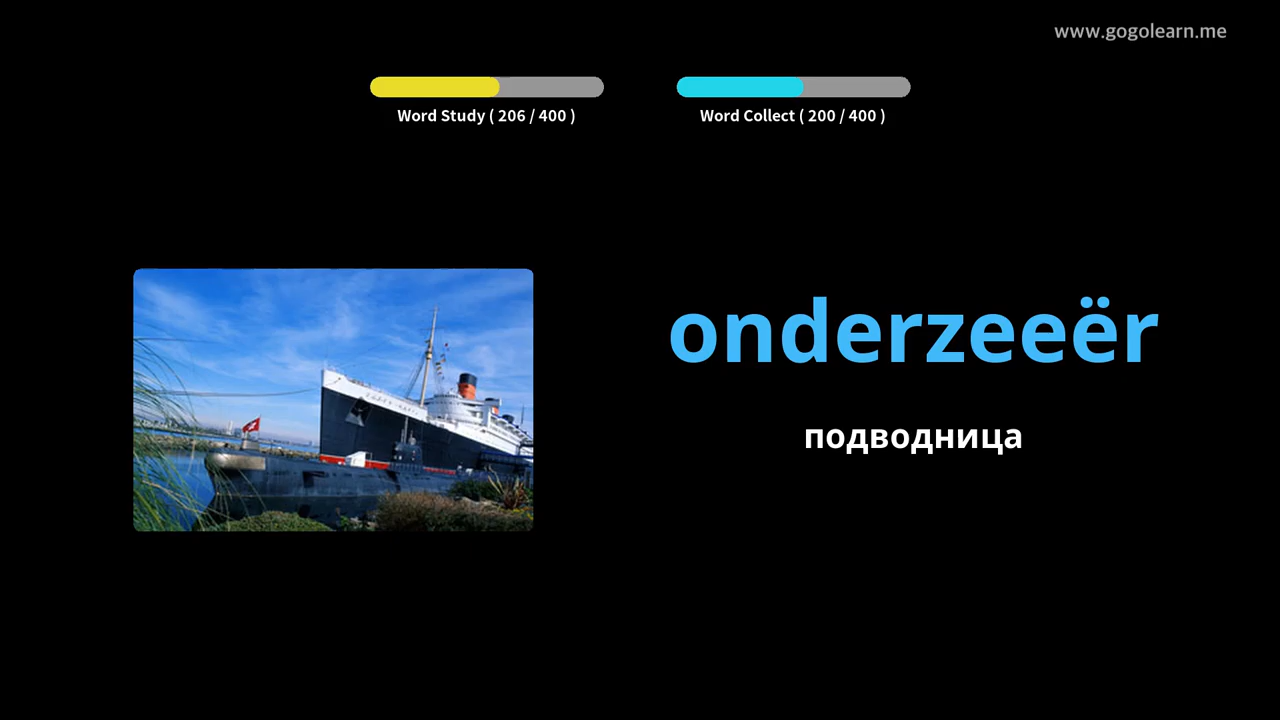 www.gogolearn.me
Word Study ( 206 / 400 )
Word Collect ( 200 / 400 )
onderzeeër
подводница